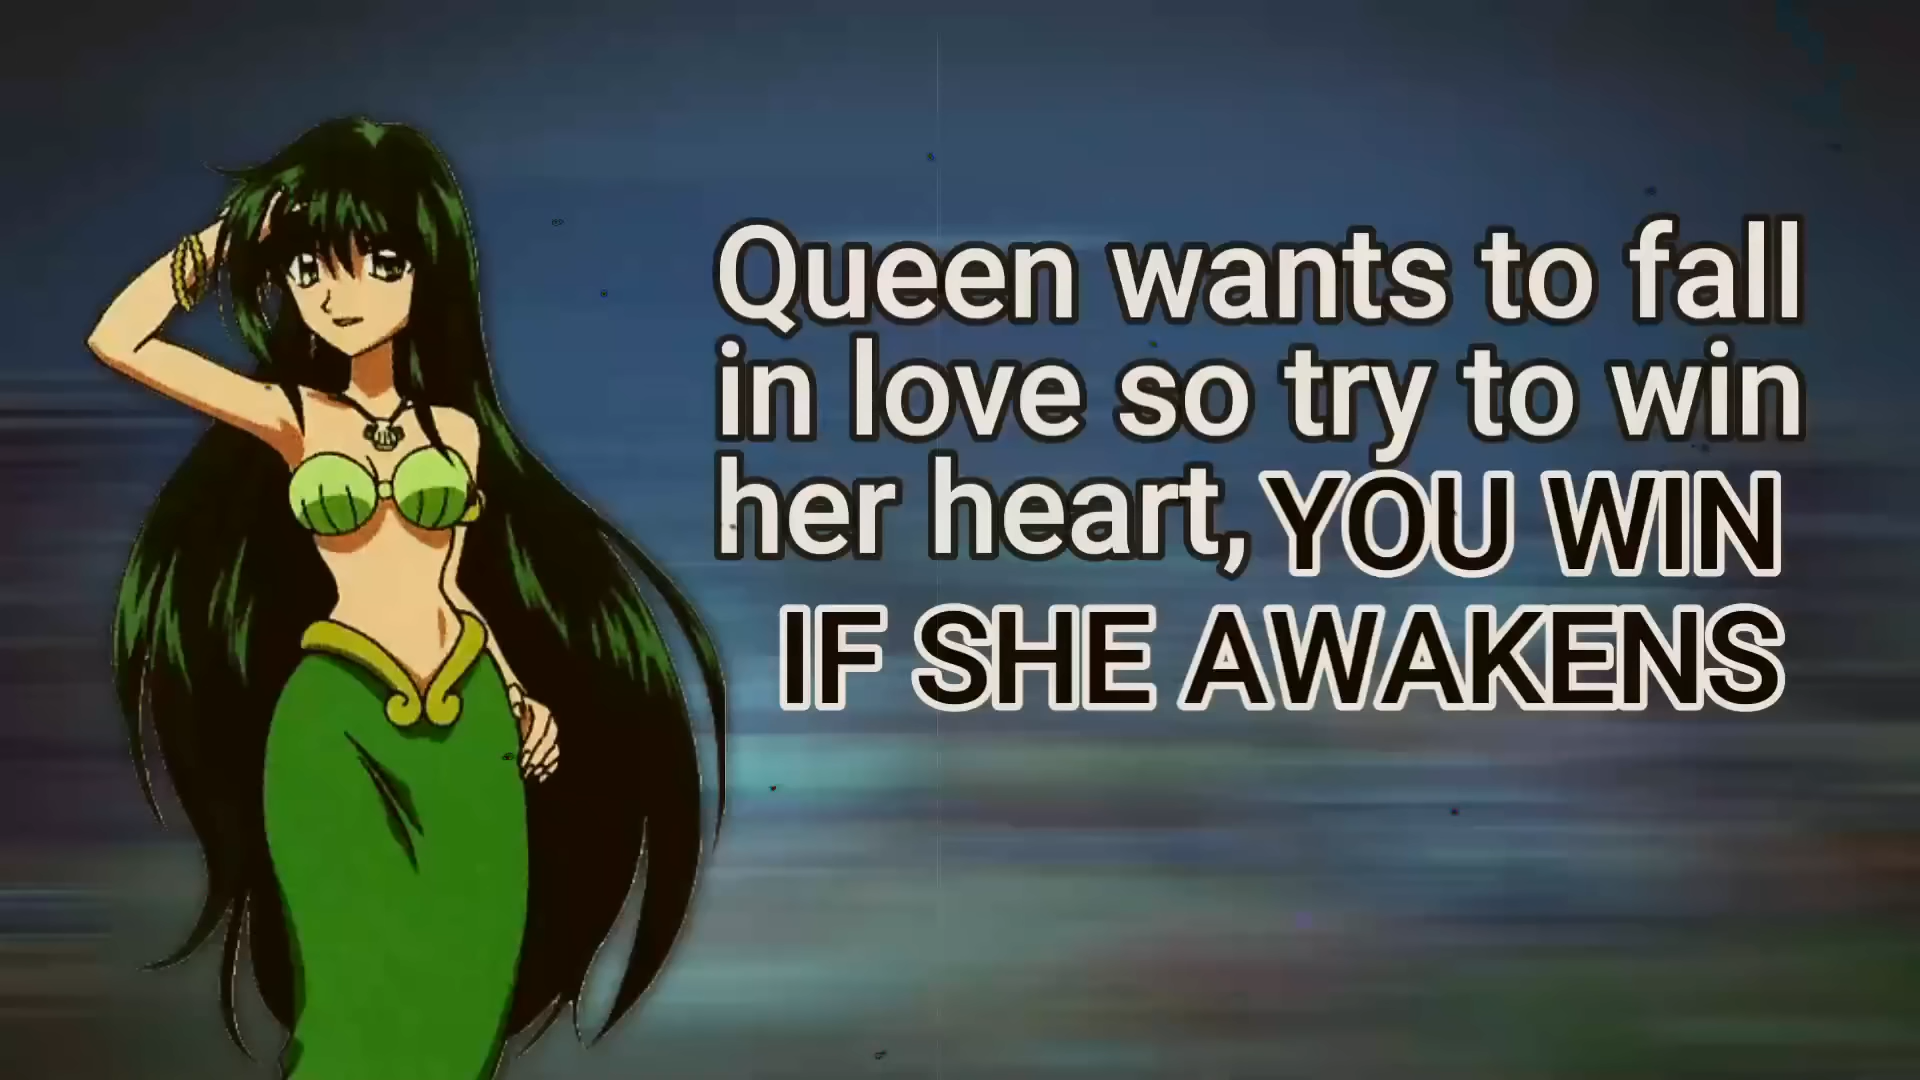 Queen wants to fall
in love so try to win
her heart, YOU WIN
IF SHE AWAKENS